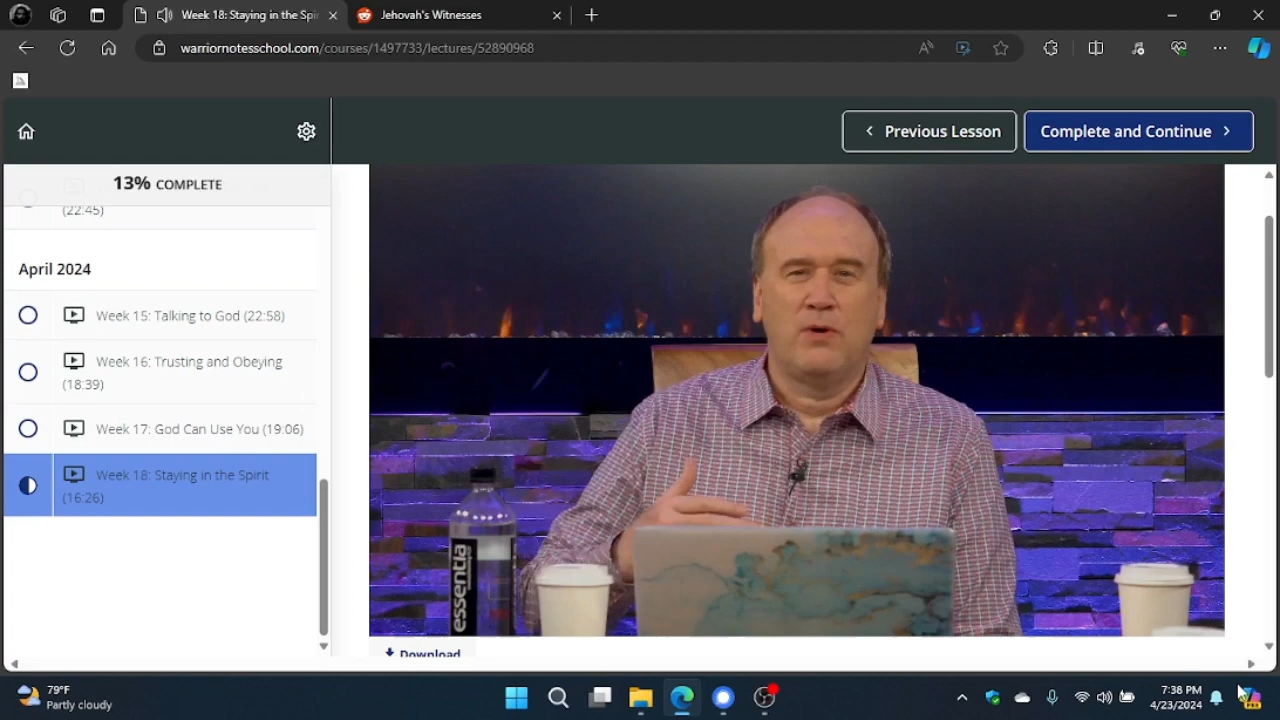 Week 18: Staying in the Spir
Jehovah's Witnesses
warriornotesschool.com/courses/1497733/lectures/52890968
Previous Lesson
Complete and Continue
13% COMPLETE
(22:45)
April 2024
Week 15: Talking to God (22:58)
Week 16: Trusting and Obeying
(18:39)
Week 17: God Can Use You (19:06)
Week 18: Staying in the Spirit
(16:26)
essentia
Download
79°F
Partly cloudy
7:38 PM
4/23/2024